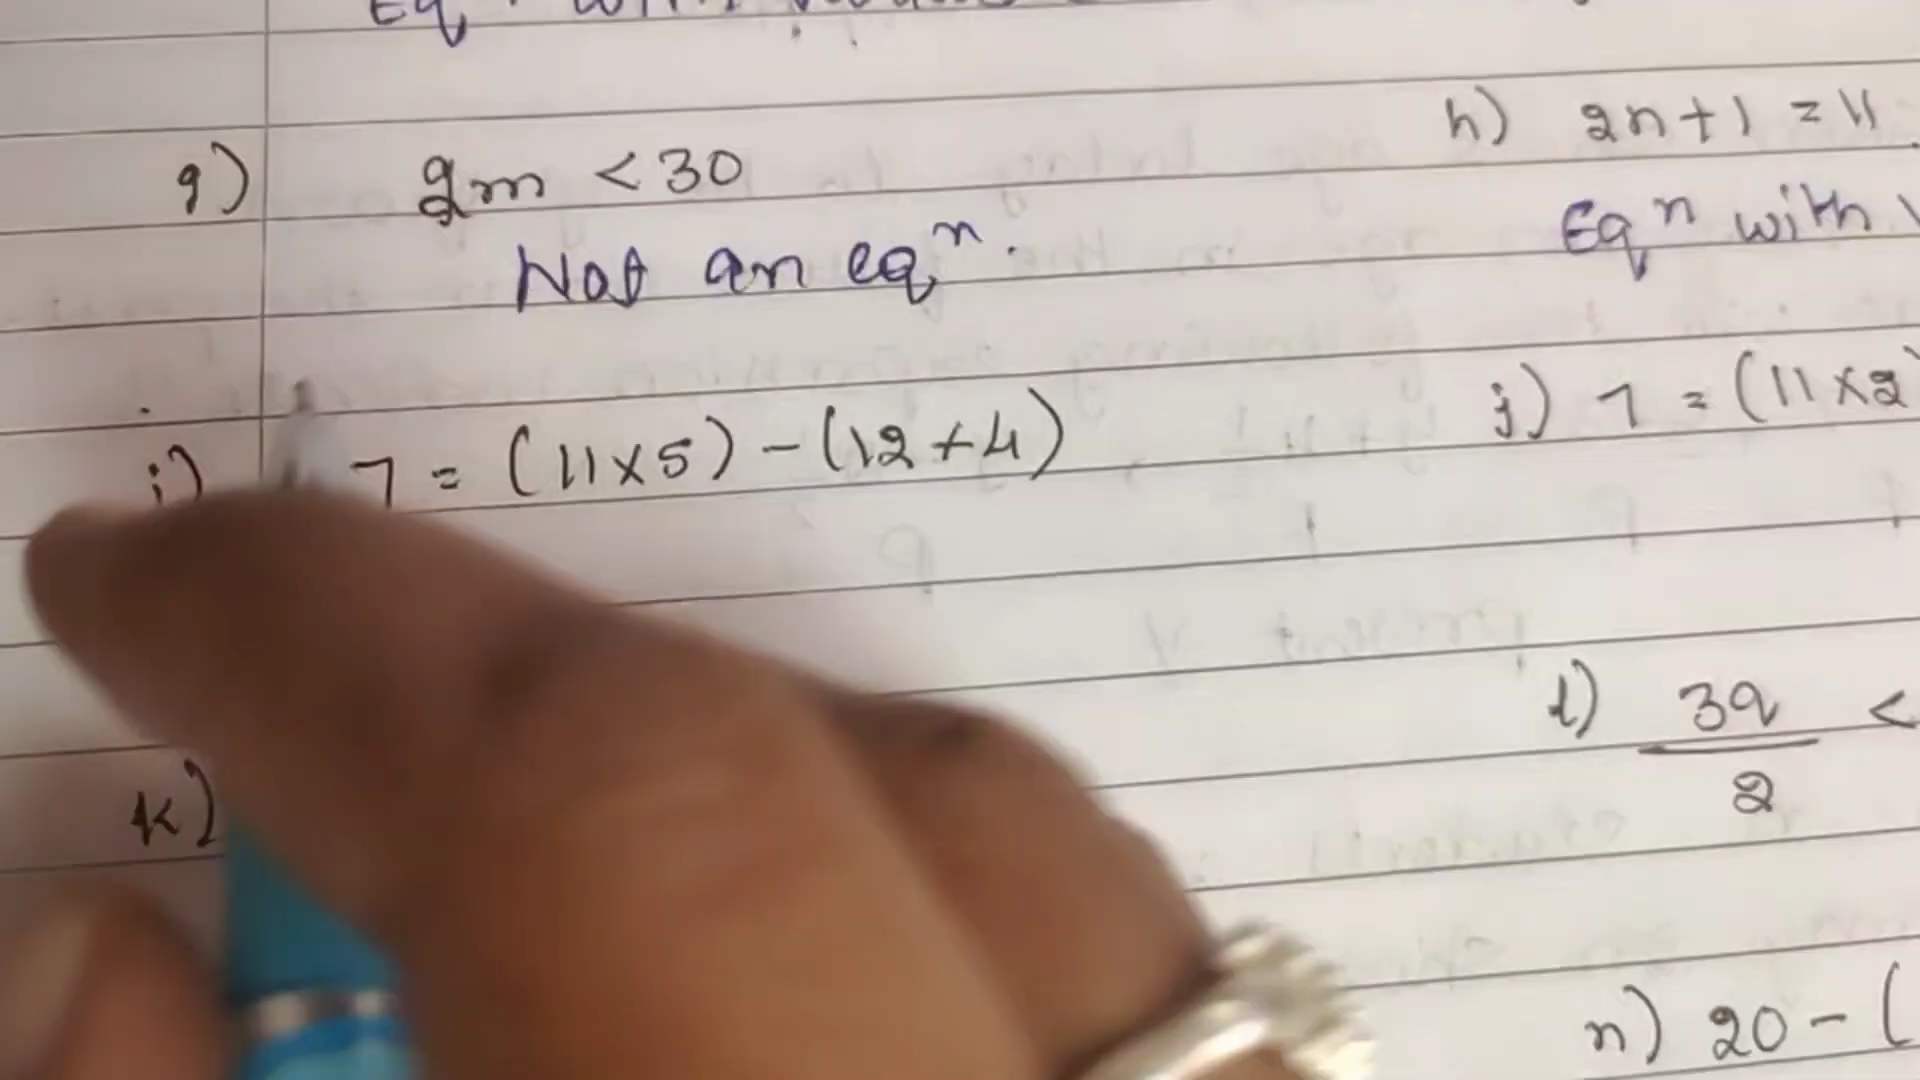 g) 2m < 30
Not an eqⁿ.
h) 2n + 1 = 11
Eqⁿ with
i) 7 = (11 × 5) - (12 + 4)
j) 7 = (11 × 2)
k)
l) 3q / 2 <
n) 20 - (